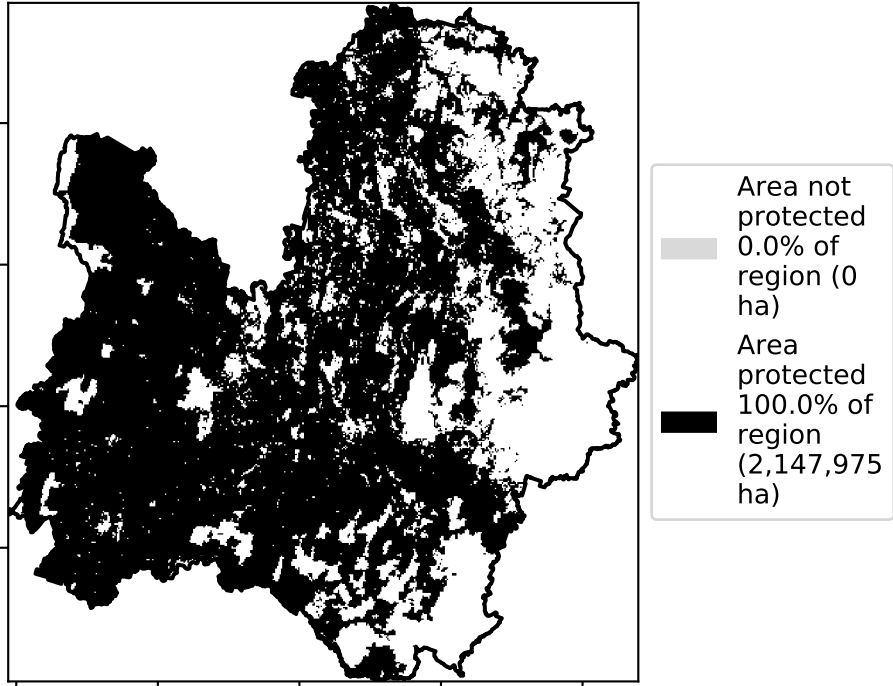 Area not
protected
0.0% of
region (0
ha)
Area
protected
100.0% of
region
(2,147,975
ha)